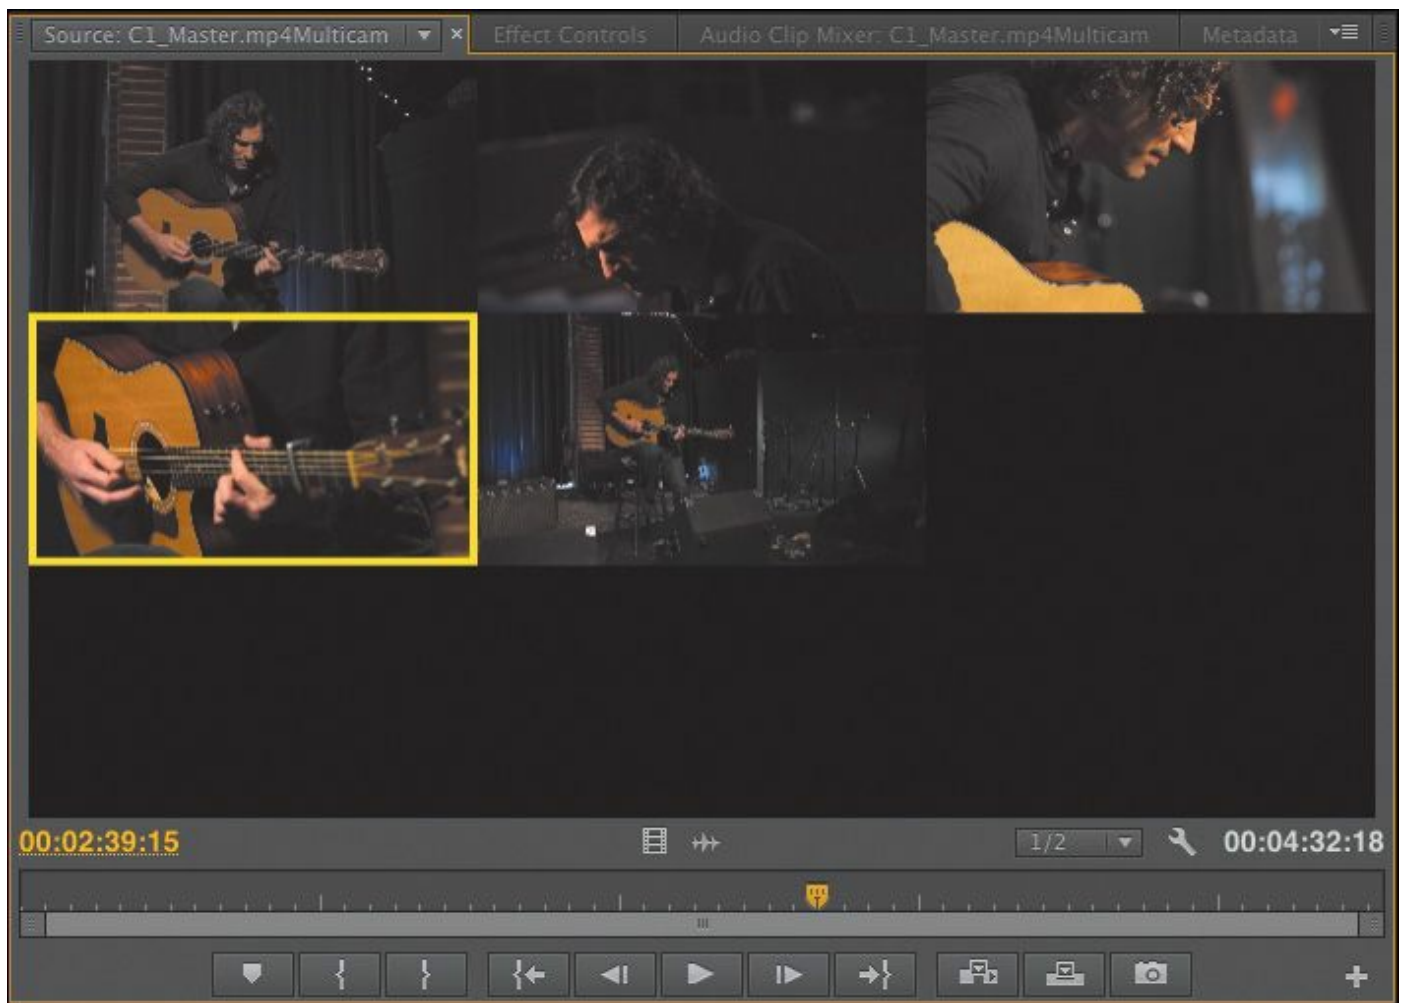 Source: C1_Master.mp4Multicam
Effect Controls
Audio Clip Mixer: C1_Master.mp4Multicam
Metadata
00:02:39:15
1/2
00:04:32:18